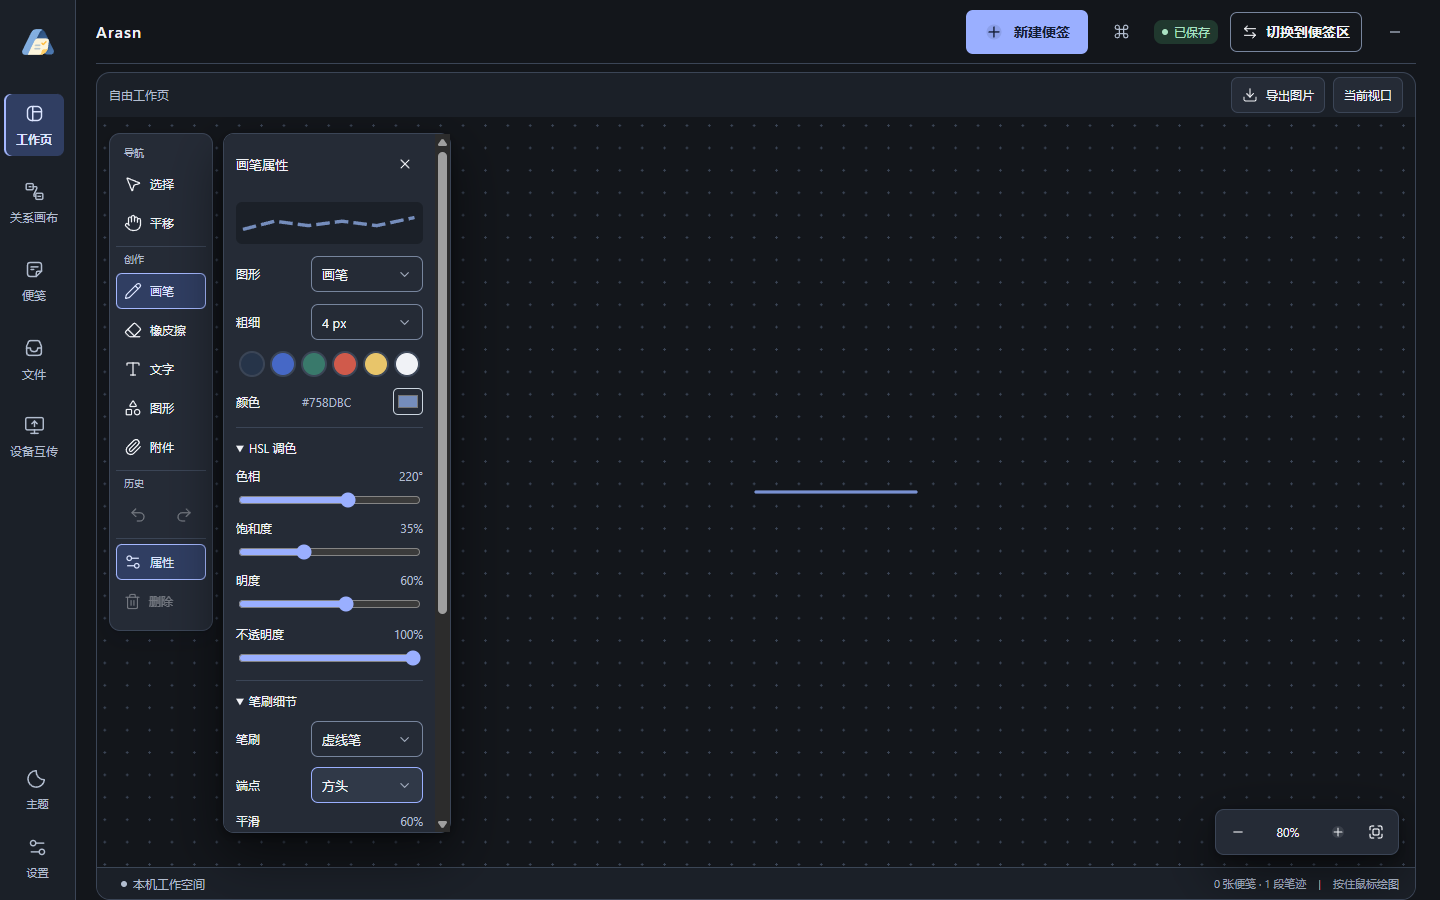 Arasn
新建便签
已保存
切换到便签区
工作页
关系画布
便笺
文件
设备互传
主题
设置
自由工作页
导出图片
当前视口
导航
选择
平移
创作
画笔
橡皮擦
文字
图形
附件
历史
属性
删除
画笔属性
图形 画笔
粗细 4 px
颜色 #758DBC
▼ HSL 调色
色相 220°
饱和度 35%
明度 60%
不透明度 100%
▼ 笔刷细节
笔刷 虚线笔
端点 方头
平滑 60%
80%
本机工作空间
0 张便笺 · 1 段笔迹 | 按住鼠标绘图